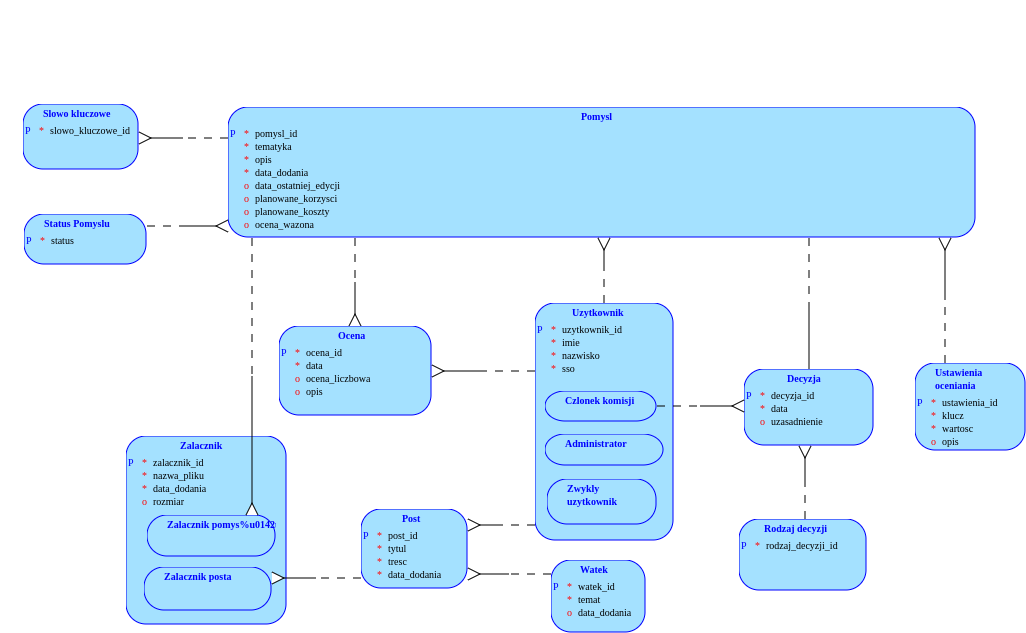 Slowo kluczowe
P * slowo_kluczowe_id
Pomysl
P * pomysl_id
* tematyka
* opis
* data_dodania
o data_ostatniej_edycji
o planowane_korzysci
o planowane_koszty
o ocena_wazona
Status Pomyslu
P * status
Ocena
P * ocena_id
* data
o ocena_liczbowa
o opis
Uzytkownik
P * uzytkownik_id
* imie
* nazwisko
* sso
Czlonek komisji
Administrator
Zwykly
uzytkownik
Decyzja
P * decyzja_id
* data
o uzasadnienie
Ustawienia
oceniania
P * ustawienia_id
* klucz
* wartosc
o opis
Zalacznik
P * zalacznik_id
* nazwa_pliku
* data_dodania
o rozmiar
Zalacznik pomys%u0142
Zalacznik posta
Post
P * post_id
* tytul
* tresc
* data_dodania
Watek
P * watek_id
* temat
o data_dodania
Rodzaj decyzji
P * rodzaj_decyzji_id